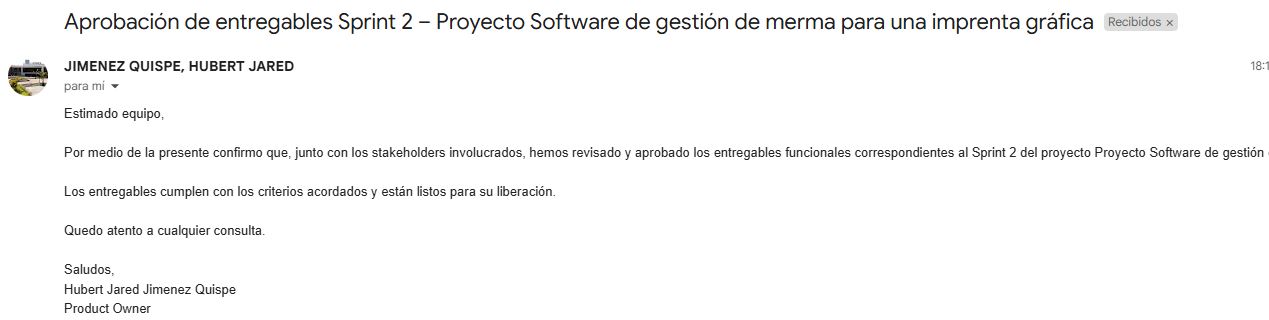 Aprobación de entregables Sprint 2 – Proyecto Software de gestión de merma para una imprenta gráfica Recibidos ×
JIMENEZ QUISPE, HUBERT JARED 18:1
para mí
Estimado equipo,
Por medio de la presente confirmo que, junto con los stakeholders involucrados, hemos revisado y aprobado los entregables funcionales correspondientes al Sprint 2 del proyecto Proyecto Software de gestión
Los entregables cumplen con los criterios acordados y están listos para su liberación.
Quedo atento a cualquier consulta.
Saludos,
Hubert Jared Jimenez Quispe
Product Owner